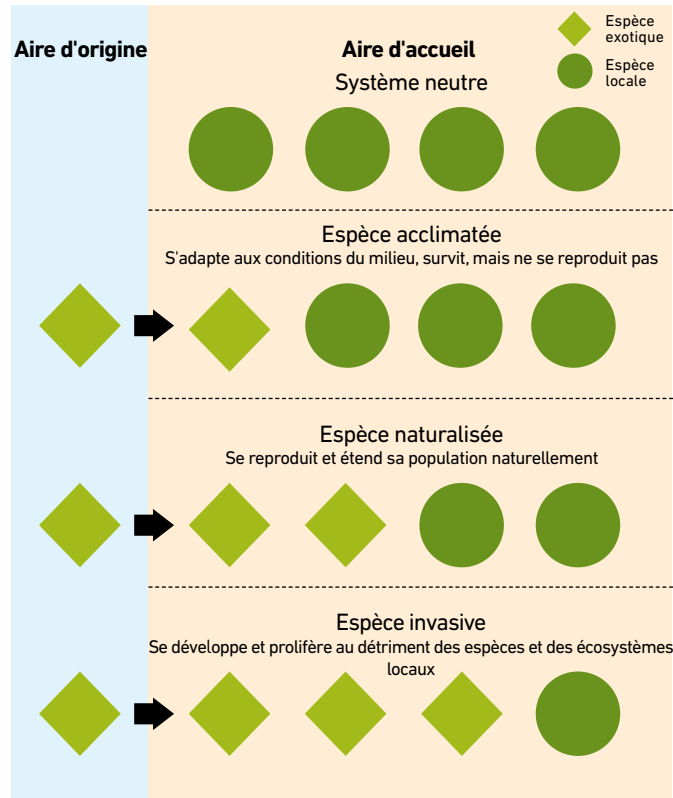 Aire d'origine
Aire d'accueil
Espèce
exotique
Espèce
locale
Système neutre
Espèce acclimatée
S'adapte aux conditions du milieu, survit, mais ne se reproduit pas
Espèce naturalisée
Se reproduit et étend sa population naturellement
Espèce invasive
Se développe et prolifère au détriment des espèces et des écosystèmes
locaux